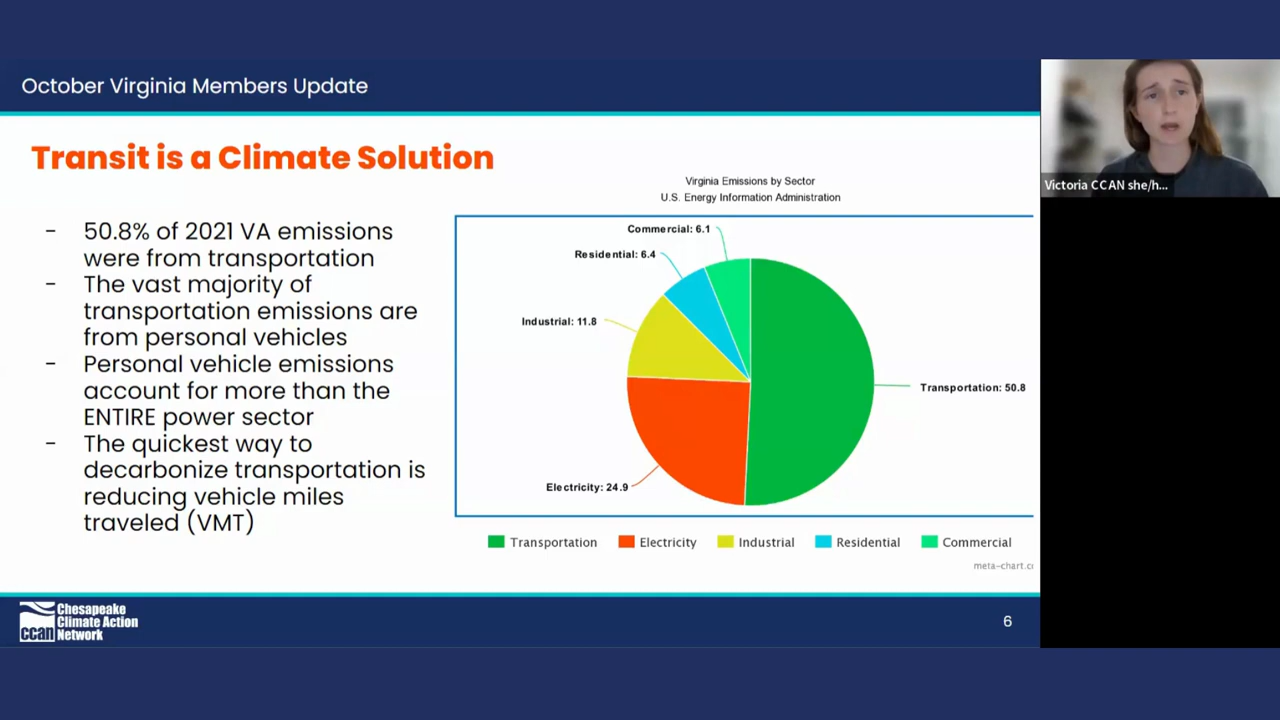 October Virginia Members Update
Transit is a Climate Solution
- 50.8% of 2021 VA emissions
were from transportation
- The vast majority of
transportation emissions are
from personal vehicles
- Personal vehicle emissions
account for more than the
ENTIRE power sector
- The quickest way to
decarbonize transportation is
reducing vehicle miles
traveled (VMT)
Virginia Emissions by Sector
U.S. Energy Information Administration
Commercial: 6.1
Residential: 6.4
Industrial: 11.8
Transportation: 50.8
Electricity: 24.9
Transportation Electricity Industrial Residential Commercial
meta-chart.co
Victoria CCAN she/h...
ccan
Chesapeake
Climate Action
Network
6